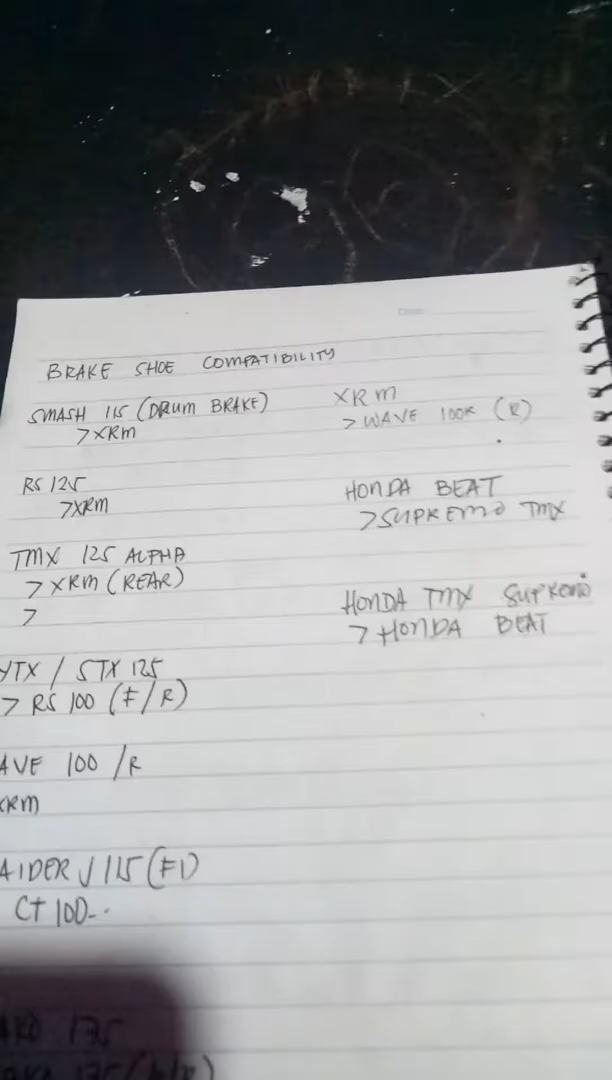 BRAKE SHOE COMPATIBILITY
SMASH 115 (DRUM BRAKE)
> XRM
RS 125
> XRM
TMX 125 ALPHA
> XRM (REAR)
>
YTX / STX 125
> RS 100 (F/R)
AVE 100 /R
XRM
AIDER J 115 (FI)
CT 100
125
XRM
> WAVE 100R (R)
HONDA BEAT
> SUPREMO TMX
HONDA TMX SUPREMO
> HONDA BEAT